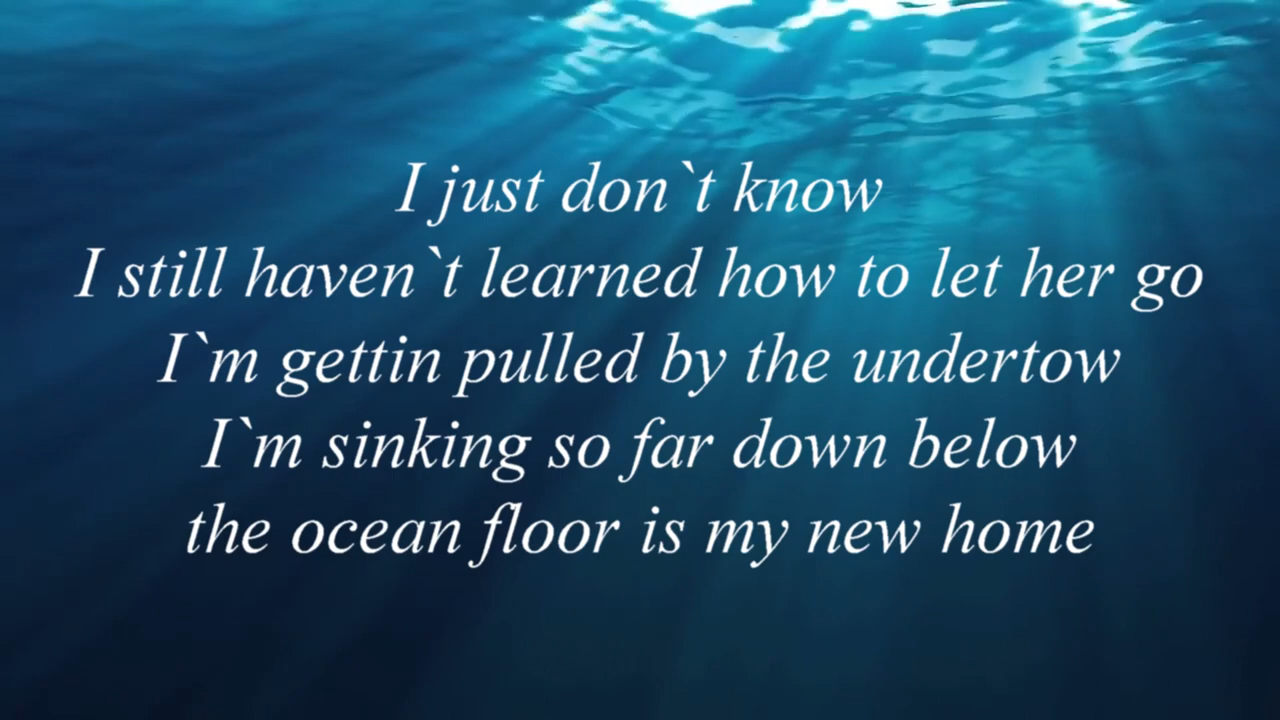 I just don`t know
I still haven`t learned how to let her go
I`m gettin pulled by the undertow
I`m sinking so far down below
the ocean floor is my new home